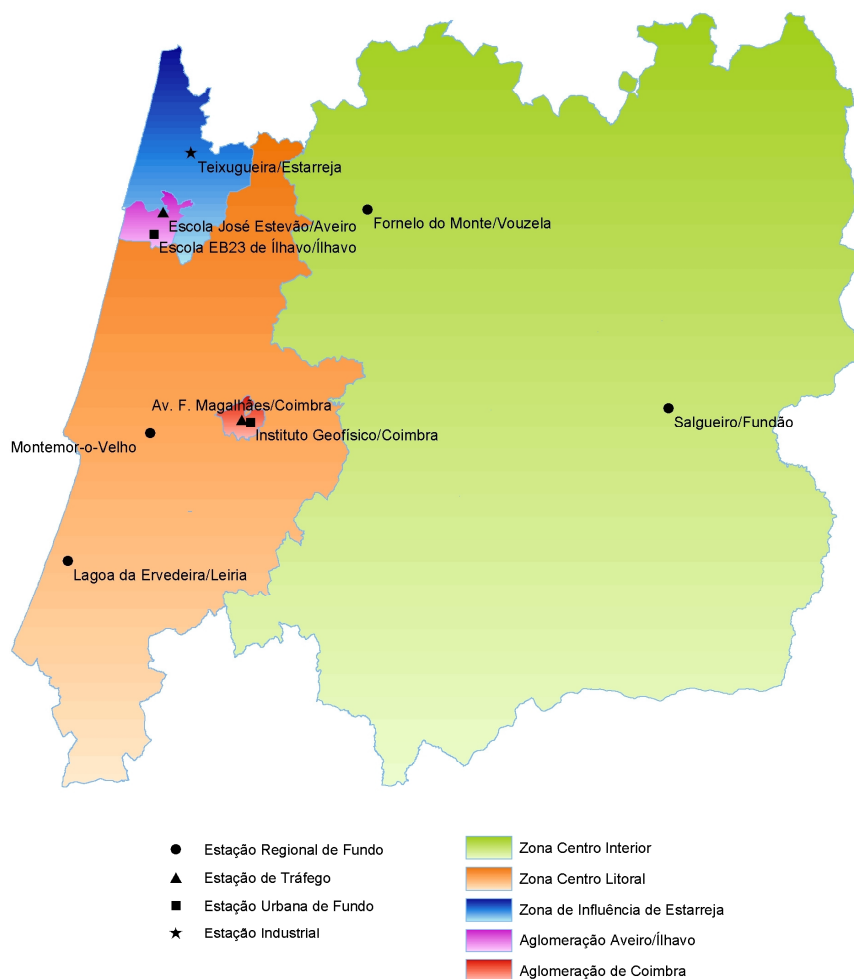 Teixugueira/Estarreja
Escola José Estevão/Aveiro
Fornelo do Monte/Vouzela
Escola EB23 de Ílhavo/Ílhavo
Av. F. Magalhães/Coimbra
Salgueiro/Fundão
Instituto Geofísico/Coimbra
Montemor-o-Velho
Lagoa da Ervedeira/Leiria
Estação Regional de Fundo
Estação de Tráfego
Estação Urbana de Fundo
Estação Industrial
Zona Centro Interior
Zona Centro Litoral
Zona de Influência de Estarreja
Aglomeração Aveiro/Ílhavo
Aglomeração de Coimbra